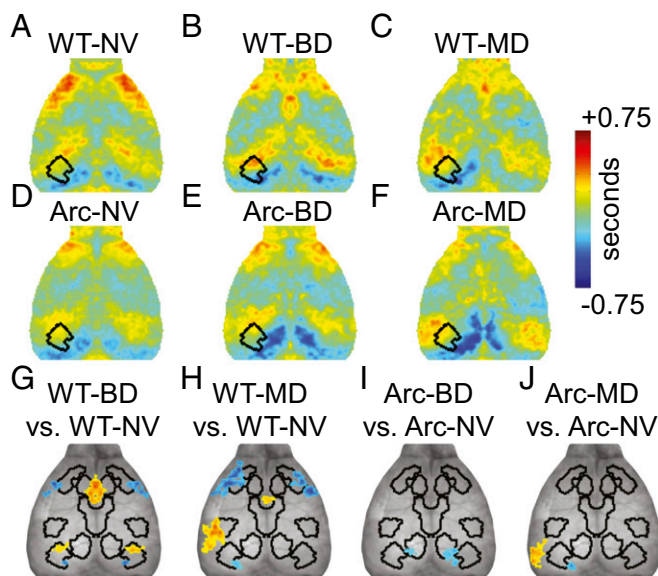 A B C
WT-NV WT-BD WT-MD
+0.75
seconds
-0.75
D E F
Arc-NV Arc-BD Arc-MD
G H I J
WT-BD WT-MD Arc-BD Arc-MD
vs. WT-NV vs. WT-NV vs. Arc-NV vs. Arc-NV